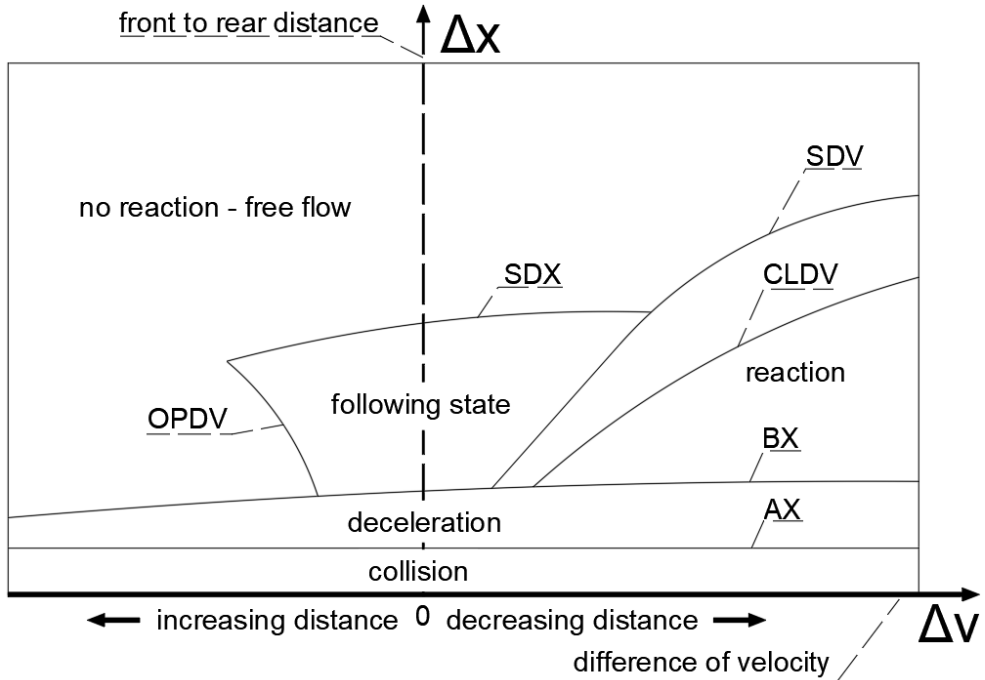 front to rear distance
Δx
SDV
no reaction - free flow
SDX
CLDV
reaction
following state
OPDV
BX
AX
deceleration
collision
increasing distance 0 decreasing distance
Δv
difference of velocity